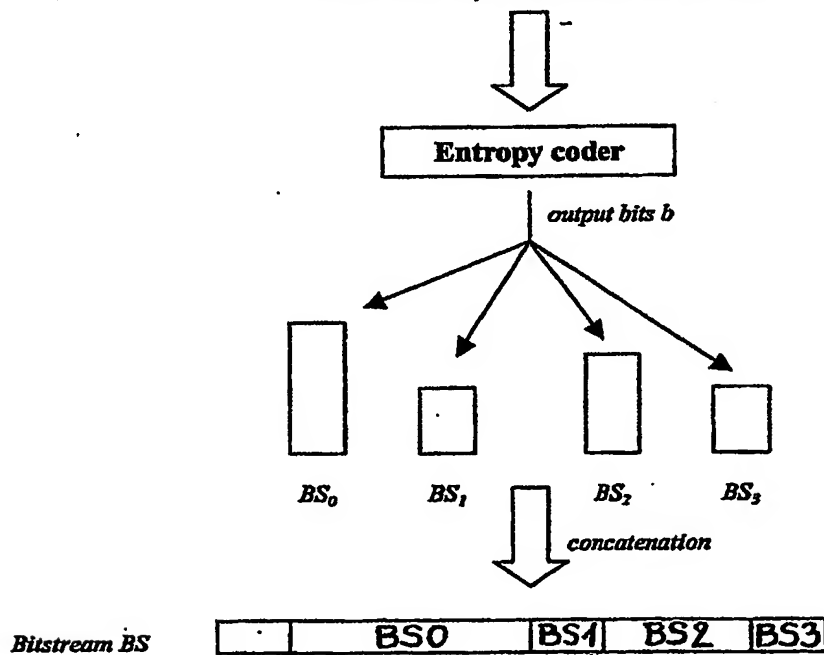 Entropy coder
output bits b
BS₀ BS₁ BS₂ BS₃
concatenation
Bitstream BS BS0 BS1 BS2 BS3